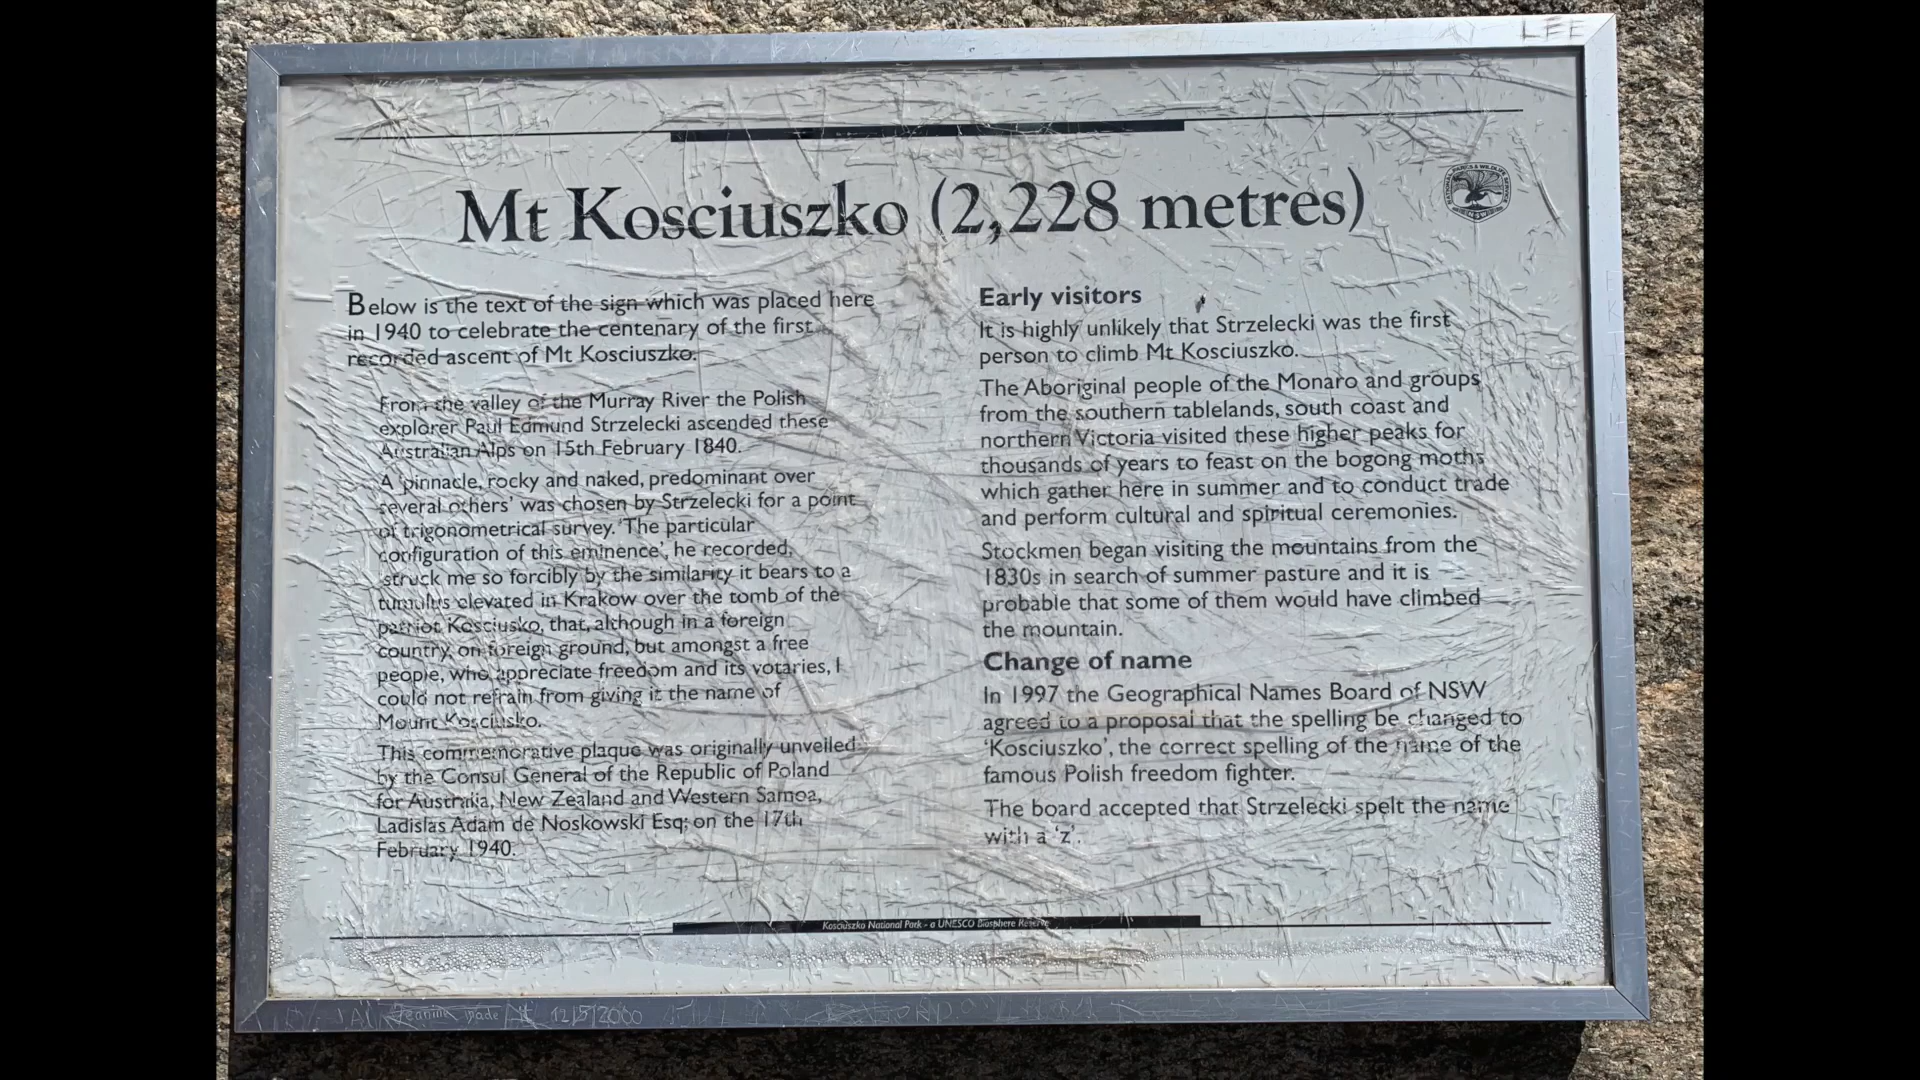 LEE
Mt Kosciuszko (2,228 metres)
Below is the text of the sign which was placed here
in 1940 to celebrate the centenary of the first
recorded ascent of Mt Kosciuszko.
From the valley of the Murray River the Polish
explorer Paul Edmund Strzelecki ascended these
Australian Alps on 15th February 1840.
A 'pinnacle, rocky and naked, predominant over
several others' was chosen by Strzelecki for a point
of trigonometrical survey. 'The particular
configuration of this eminence', he recorded,
'struck me so forcibly by the similarity it bears to a
tumulus elevated in Krakow over the tomb of the
patriot Kosciusko, that, although in a foreign
country, on foreign ground, but amongst a free
people, who appreciate freedom and its votaries, I
could not refrain from giving it the name of
Mount Kosciusko.
This commemorative plaque was originally unveiled
by the Consul General of the Republic of Poland
for Australia, New Zealand and Western Samoa,
Ladislas Adam de Noskowski Esq; on the 17th
February 1940.
Early visitors
It is highly unlikely that Strzelecki was the first
person to climb Mt Kosciuszko.
The Aboriginal people of the Monaro and groups
from the southern tablelands, south coast and
northern Victoria visited these higher peaks for
thousands of years to feast on the bogong moths
which gather here in summer and to conduct trade
and perform cultural and spiritual ceremonies.
Stockmen began visiting the mountains from the
1830s in search of summer pasture and it is
probable that some of them would have climbed
the mountain.
Change of name
In 1997 the Geographical Names Board of NSW
agreed to a proposal that the spelling be changed to
'Kosciuszko', the correct spelling of the name of the
famous Polish freedom fighter.
The board accepted that Strzelecki spelt the name
with a 'z'.
Kosciuszko National Park - a UNESCO Biosphere Reserve
12/5/2000